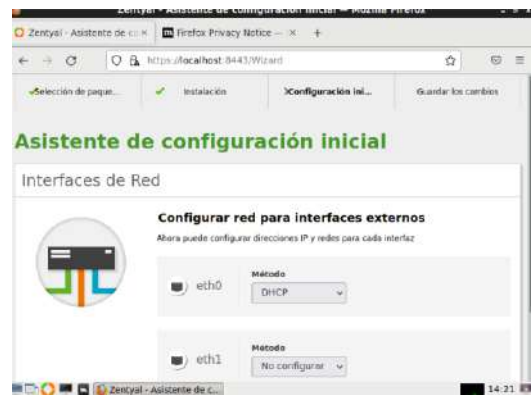 Zentyal - Asistente de configuración inicial — Mozilla Firefox
Zentyal - Asistente de co
Firefox Privacy Notice —
https://localhost:8443/Wizard
Selección de paque...
Instalación
Configuración ini...
Guardar los cambios
Asistente de configuración inicial
Interfaces de Red
Configurar red para interfaces externos
Ahora puede configurar direcciones IP y redes para cada interfaz
eth0
Método
DHCP
eth1
Método
No configurar
Zentyal - Asistente de c...
14:21